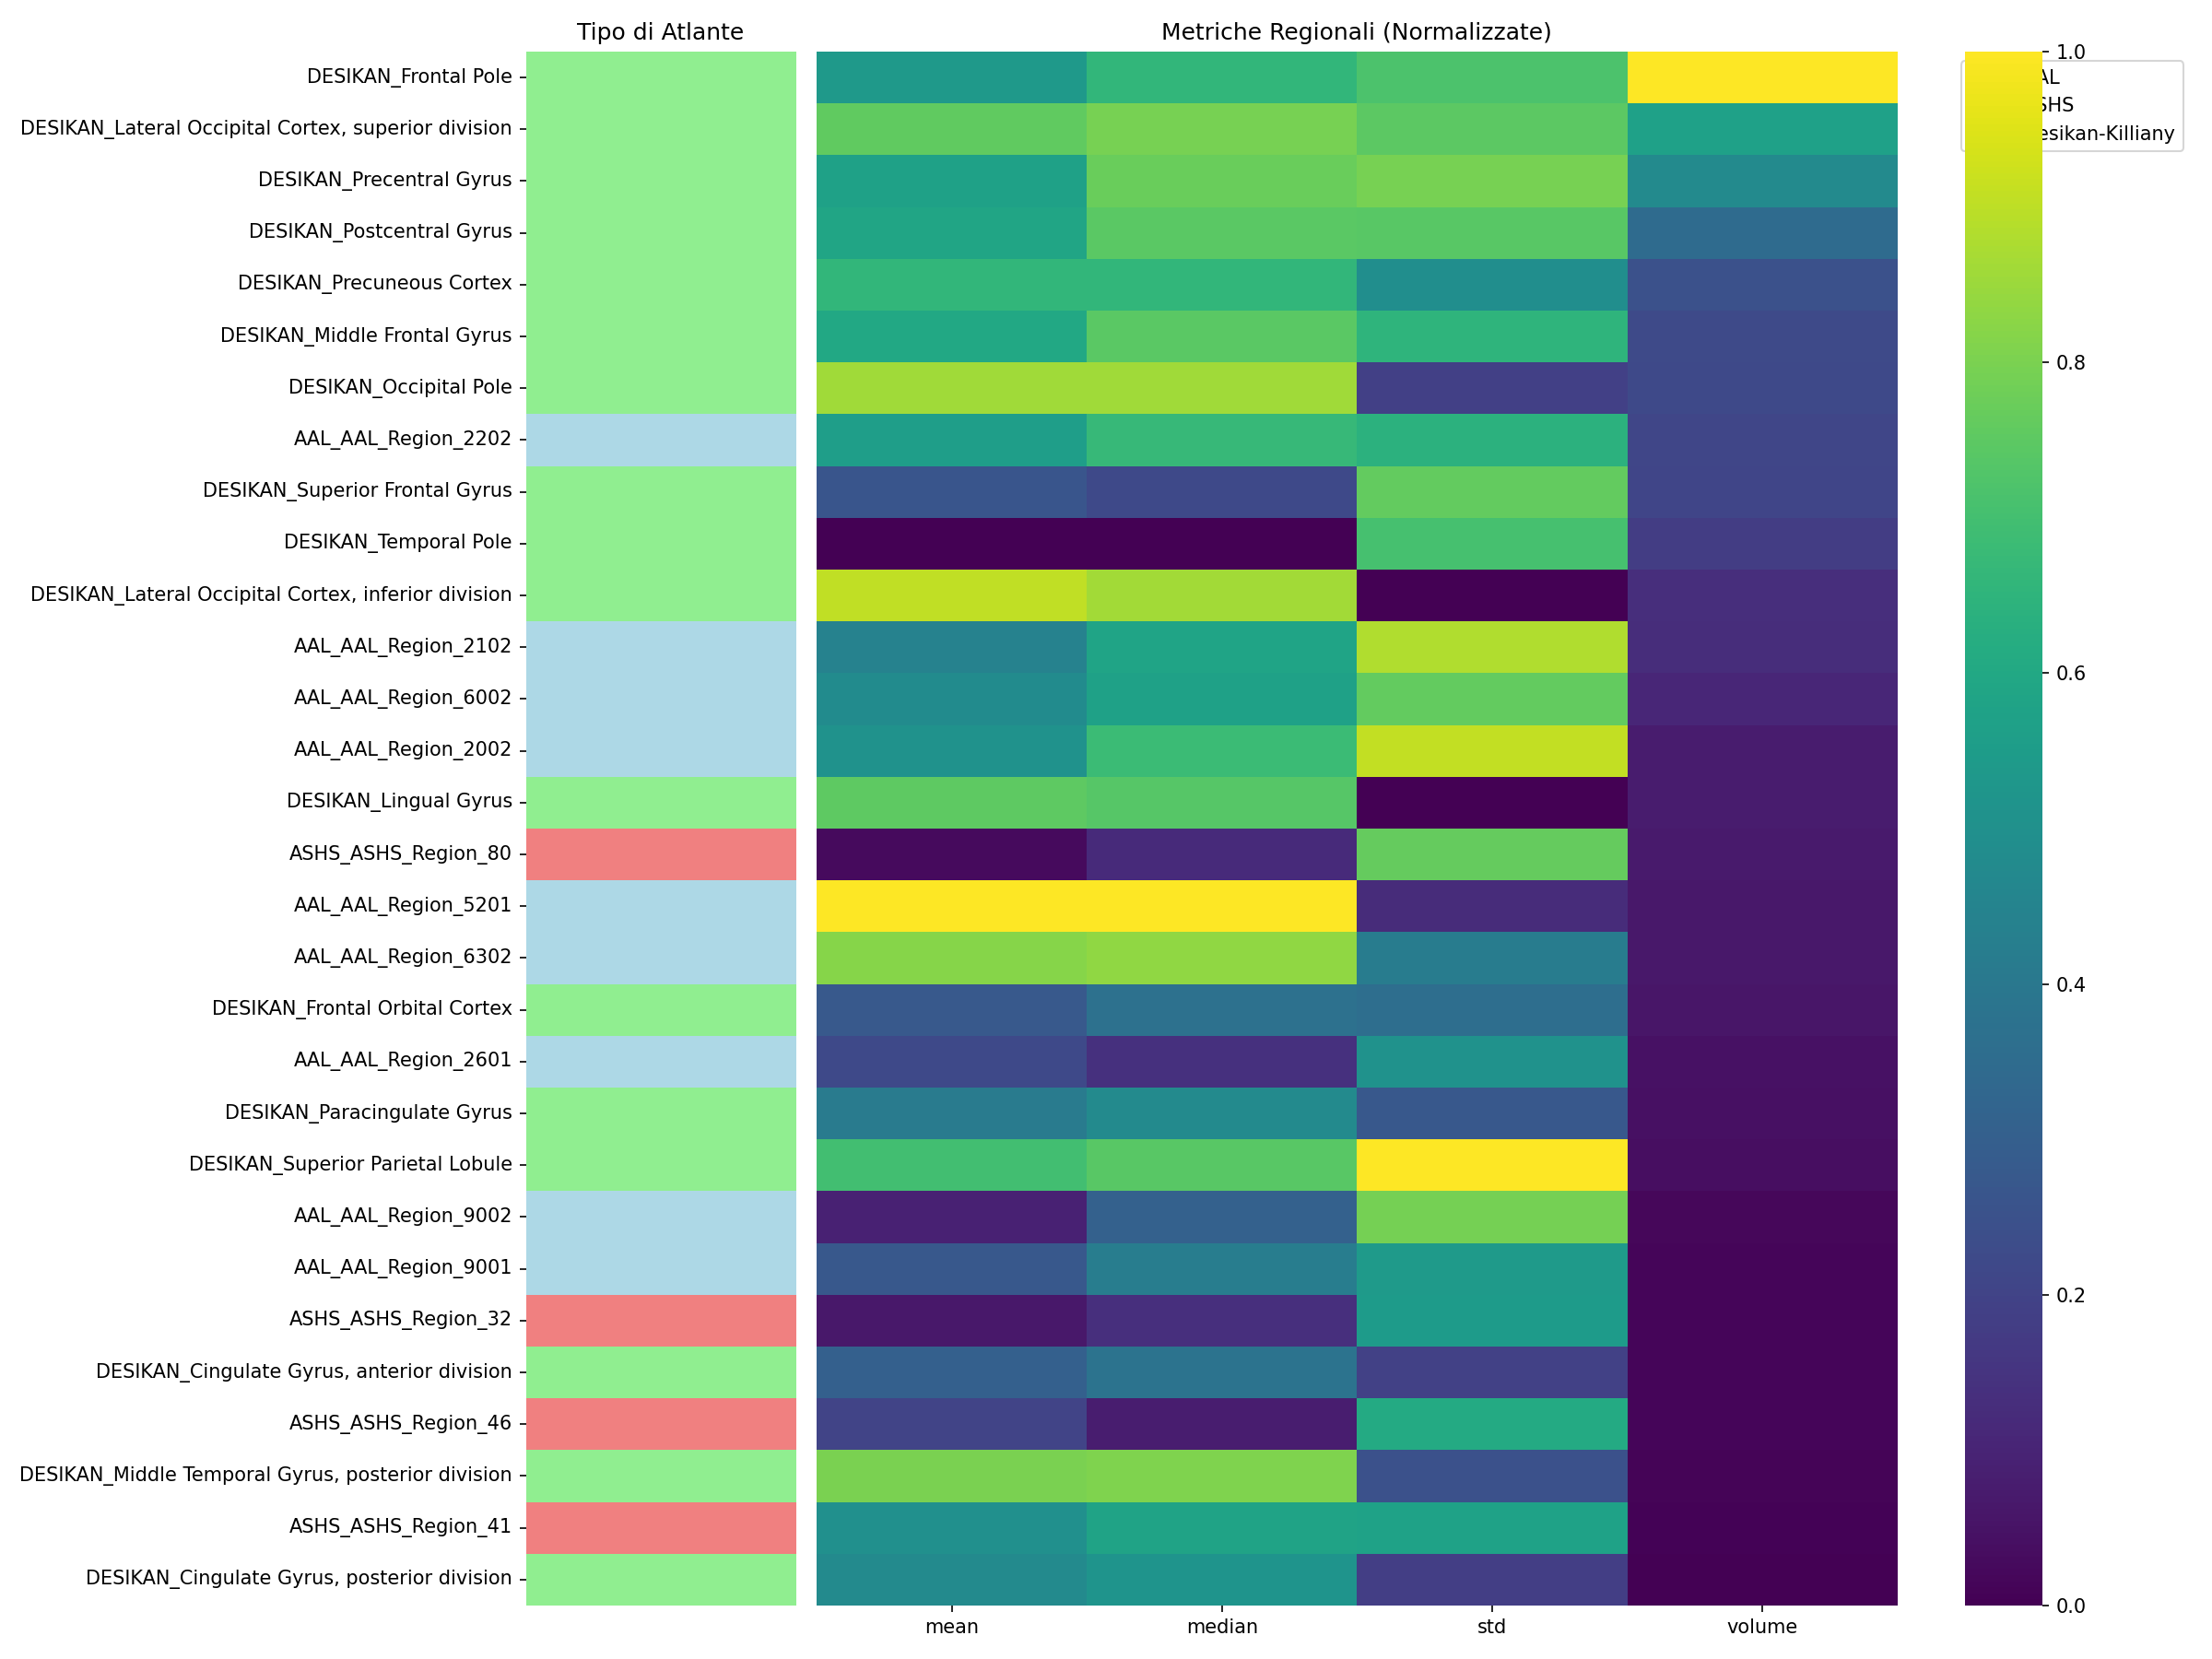 Tipo di Atlante
Metriche Regionali (Normalizzate)
DESIKAN_Frontal Pole
DESIKAN_Lateral Occipital Cortex, superior division
DESIKAN_Precentral Gyrus
DESIKAN_Postcentral Gyrus
DESIKAN_Precuneous Cortex
DESIKAN_Middle Frontal Gyrus
DESIKAN_Occipital Pole
AAL_AAL_Region_2202
DESIKAN_Superior Frontal Gyrus
DESIKAN_Temporal Pole
DESIKAN_Lateral Occipital Cortex, inferior division
AAL_AAL_Region_2102
AAL_AAL_Region_6002
AAL_AAL_Region_2002
DESIKAN_Lingual Gyrus
ASHS_ASHS_Region_80
AAL_AAL_Region_5201
AAL_AAL_Region_6302
DESIKAN_Frontal Orbital Cortex
AAL_AAL_Region_2601
DESIKAN_Paracingulate Gyrus
DESIKAN_Superior Parietal Lobule
AAL_AAL_Region_9002
AAL_AAL_Region_9001
ASHS_ASHS_Region_32
DESIKAN_Cingulate Gyrus, anterior division
ASHS_ASHS_Region_46
DESIKAN_Middle Temporal Gyrus, posterior division
ASHS_ASHS_Region_41
DESIKAN_Cingulate Gyrus, posterior division
mean
median
std
volume
1.0
0.8
0.6
0.4
0.2
0.0
AL
SHS
esikan-Killiany